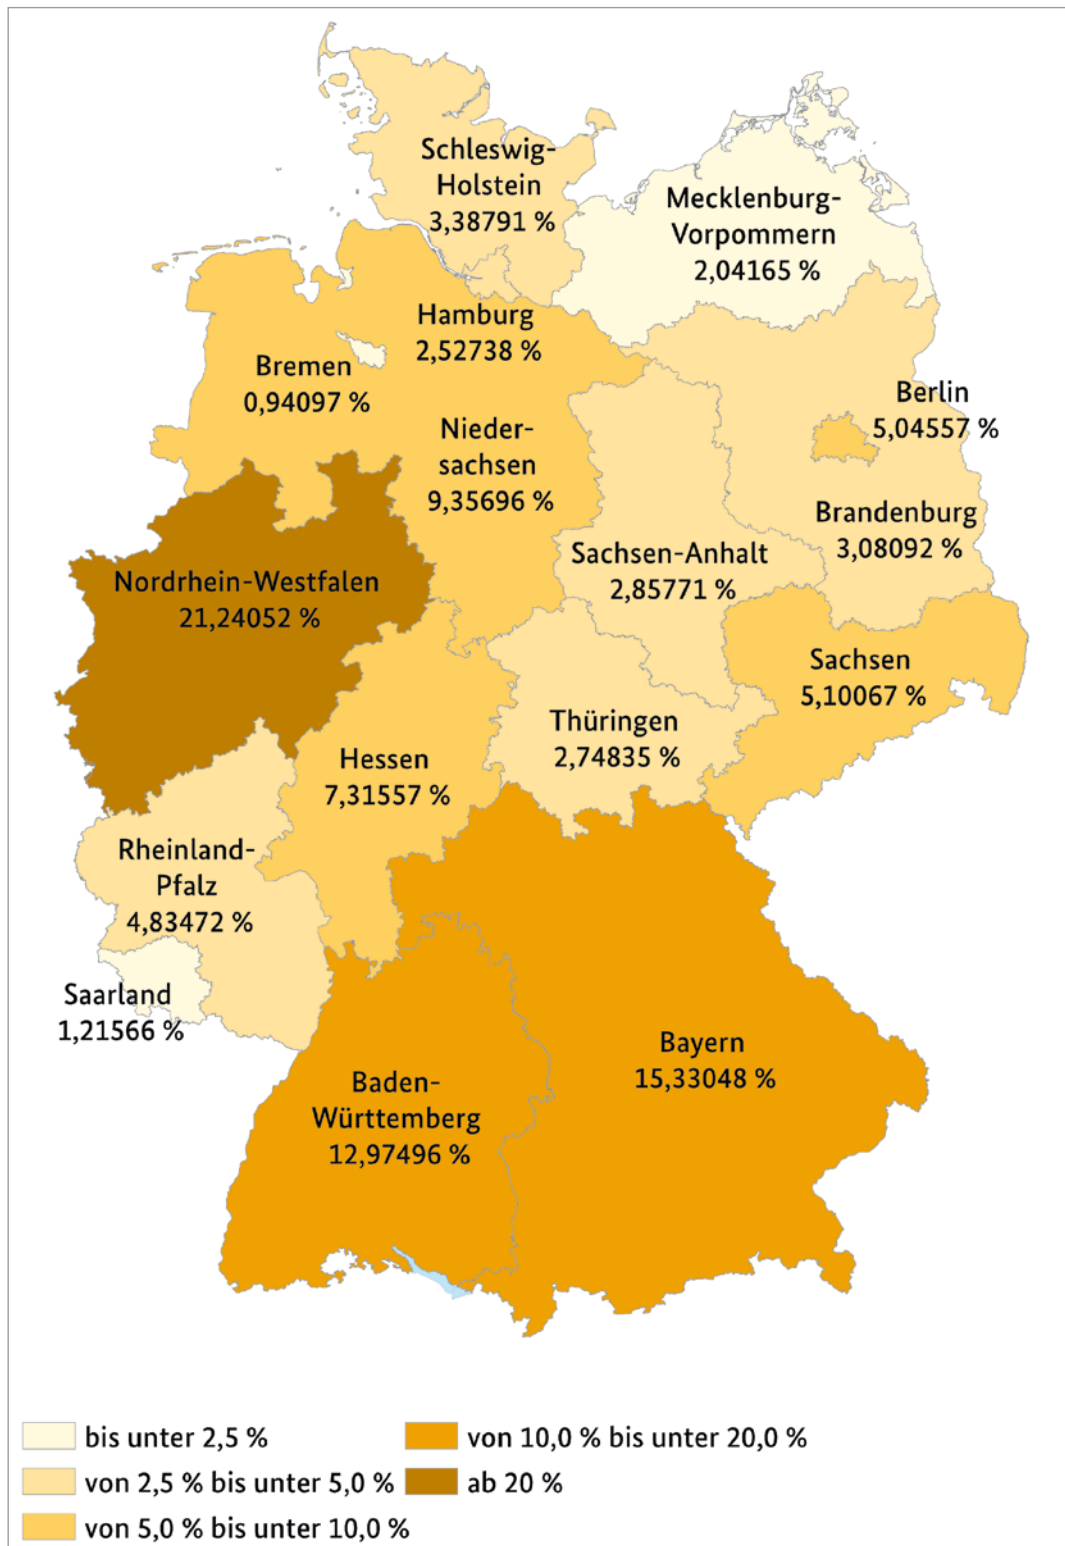 Schleswig-
Holstein
3,38791 %
Mecklenburg-
Vorpommern
2,04165 %
Hamburg
2,52738 %
Bremen
0,94097 %
Berlin
5,04557 %
Nieder-
sachsen
9,35696 %
Brandenburg
3,08092 %
Sachsen-Anhalt
2,85771 %
Nordrhein-Westfalen
21,24052 %
Sachsen
5,10067 %
Thüringen
2,74835 %
Hessen
7,31557 %
Rheinland-
Pfalz
4,83472 %
Saarland
1,21566 %
Bayern
15,33048 %
Baden-
Württemberg
12,97496 %
bis unter 2,5 %
von 2,5 % bis unter 5,0 %
von 5,0 % bis unter 10,0 %
von 10,0 % bis unter 20,0 %
ab 20 %